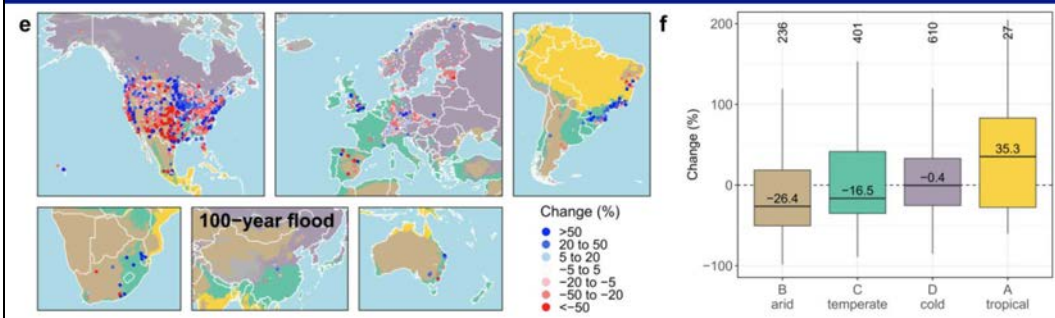 e
100−year flood
Change (%)
>50
20 to 50
5 to 20
−5 to 5
−20 to −5
−50 to −20
<−50
f
Change (%)
200
100
0
−100
236
401
610
27
−26.4
−16.5
−0.4
35.3
B
arid
C
temperate
D
cold
A
tropical